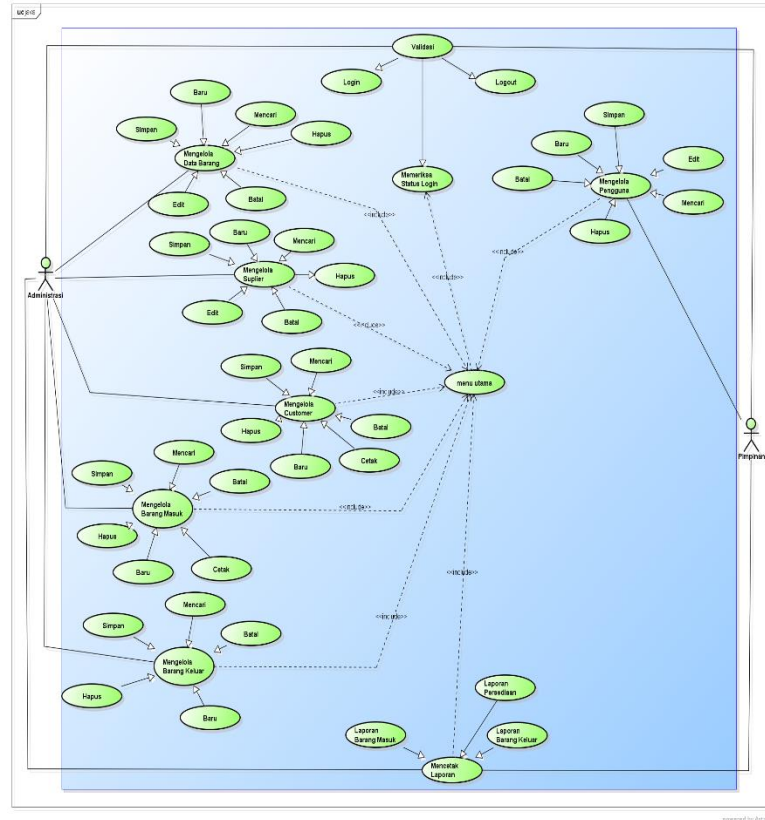 uc jara
Validasi
Login
Logout
Baru
Mencari
Simpan
Hapus
Mengelola
Data Barang
Edit
Batal
Memeriksa
Status Login
Simpan
Baru
Edit
Batal
Mengelola
Pengguna
Mencari
Hapus
<<include>>
<<include>>
<<include>>
Baru
Simpan
Mencari
Mengelola
Suplier
Hapus
Edit
Batal
<<include>>
Administrasi
Mencari
Simpan
<<include>>
menu utama
Mengelola
Customer
Hapus
Batal
Baru
Cetak
Pimpinan
Mencari
Simpan
Batal
Mengelola
Barang Masuk
<<include>>
Hapus
Baru
Cetak
<<include>>
Mencari
Simpan
Batal
<<include>>
Mengelola
Barang Keluar
Hapus
Baru
Laporan
Persediaan
Laporan
Barang Masuk
Laporan
Barang Keluar
Mencetak
Laporan
powered by